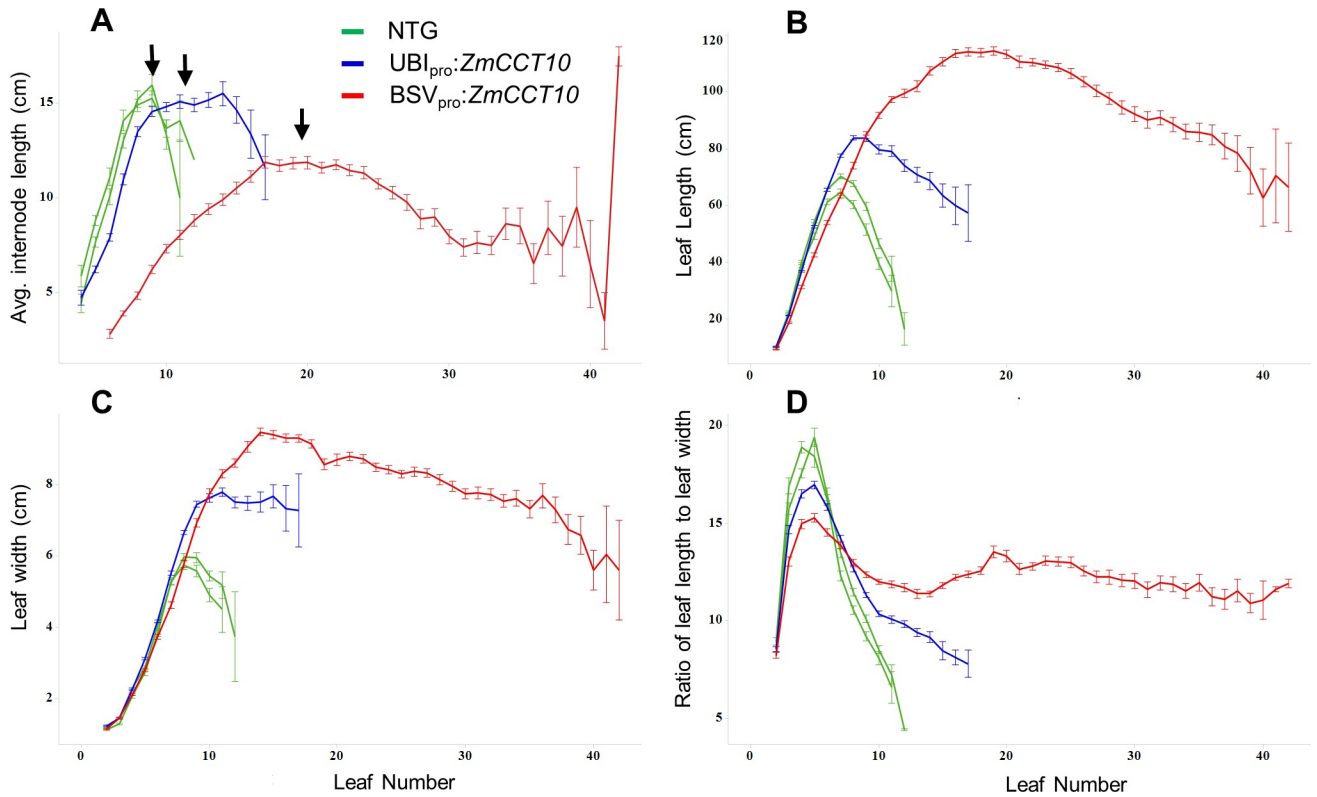 A
NTG
UBIpro:ZmCCT10
BSVpro:ZmCCT10
Avg. internode length (cm)
15
10
5
10
20
30
40
B
Leaf Length (cm)
120
100
80
60
40
20
0
10
20
30
40
C
Leaf width (cm)
8
6
4
2
0
10
20
30
40
Leaf Number
D
Ratio of leaf length to leaf width
20
15
10
5
0
10
20
30
40
Leaf Number